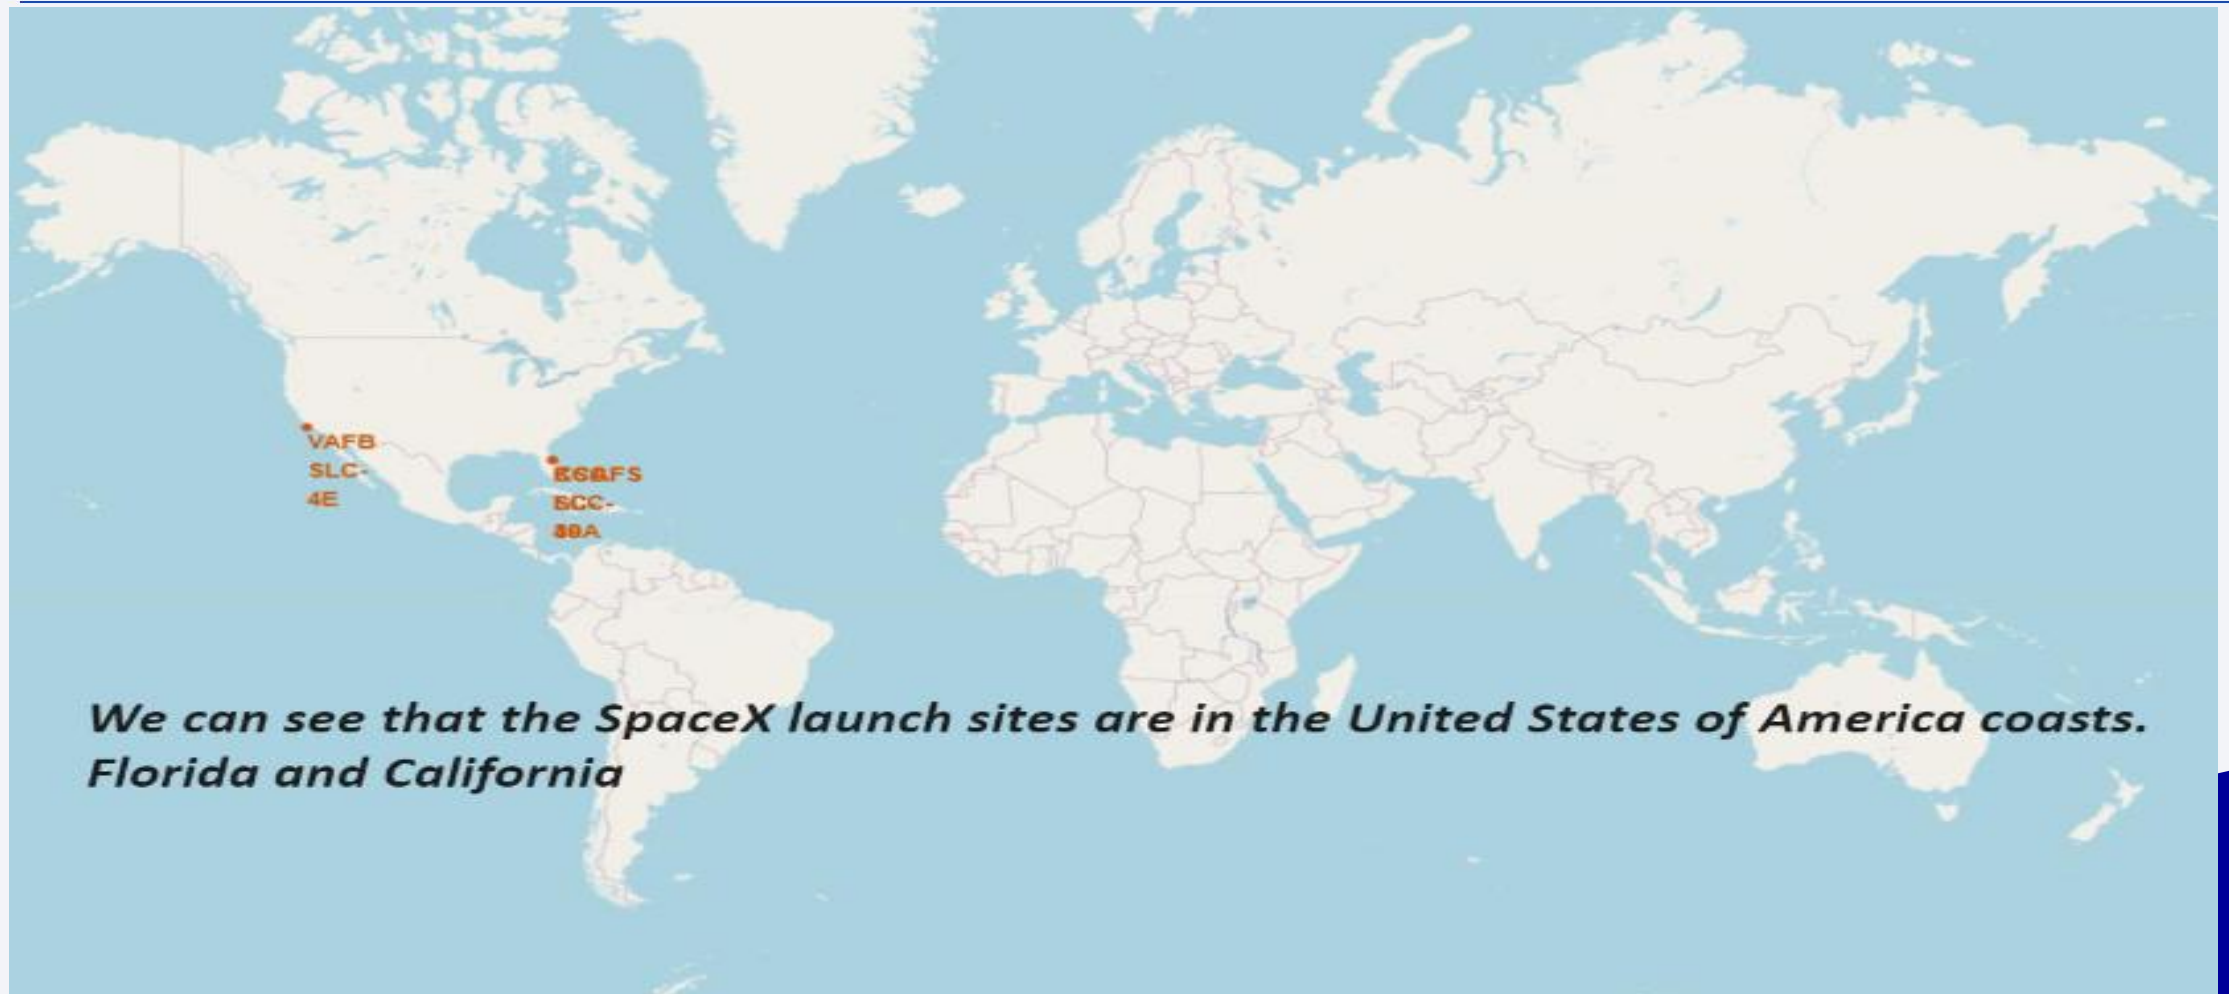 VAFB
SLC-
4E
We can see that the SpaceX launch sites are in the United States of America coasts.
Florida and California